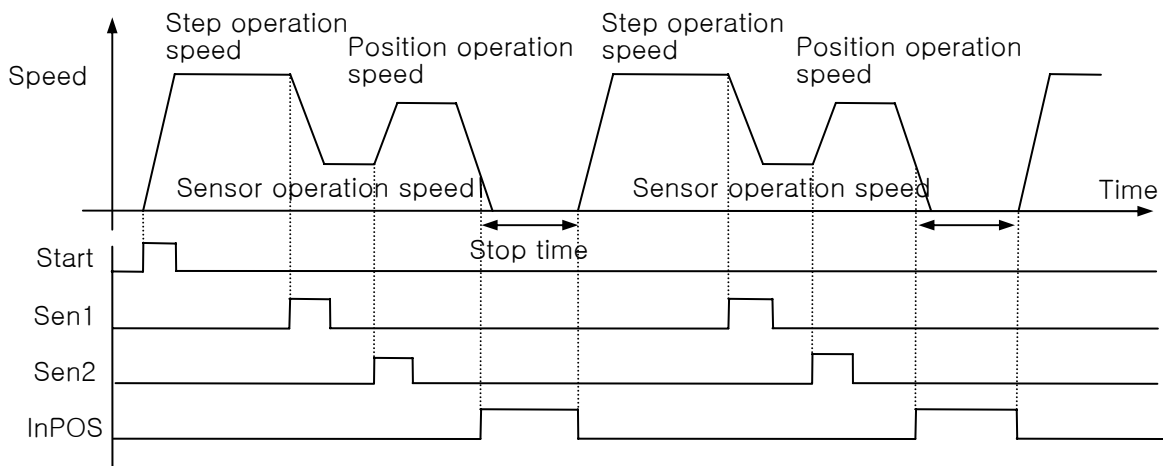 Step operation
speed
Position operation
speed
Step operation
speed
Position operation
speed
Speed
Sensor operation speed
Sensor operation speed
Time
Stop time
Start
Sen1
Sen2
InPOS